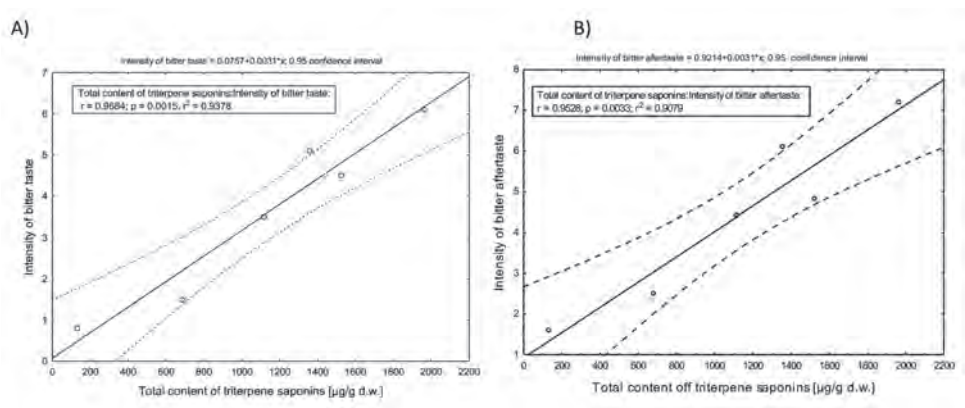 A)
Intensity of bitter taste = 0.0757+0.0031*x; 0.95 confidence interval
Total content of triterpene saponins:Intensity of bitter taste:
r = 0.9684; p = 0.0015; r² = 0.9378
7
6
5
4
3
2
1
0
Intensity of bitter taste
0 200 400 600 800 1000 1200 1400 1600 1800 2000 2200
Total content of triterpene saponins [µg/g d.w.]
B)
Intensity of bitter aftertaste = 0.9214+0.0031*x; 0.95 confidence interval
Total content of triterpene saponins:Intensity of bitter aftertaste:
r = 0.9528; p = 0.0033; r² = 0.9079
8
7
6
5
4
3
2
1
Intensity of bitter aftertaste
0 200 400 600 800 1000 1200 1400 1600 1800 2000 2200
Total content off triterpene saponins [µg/g d.w.]